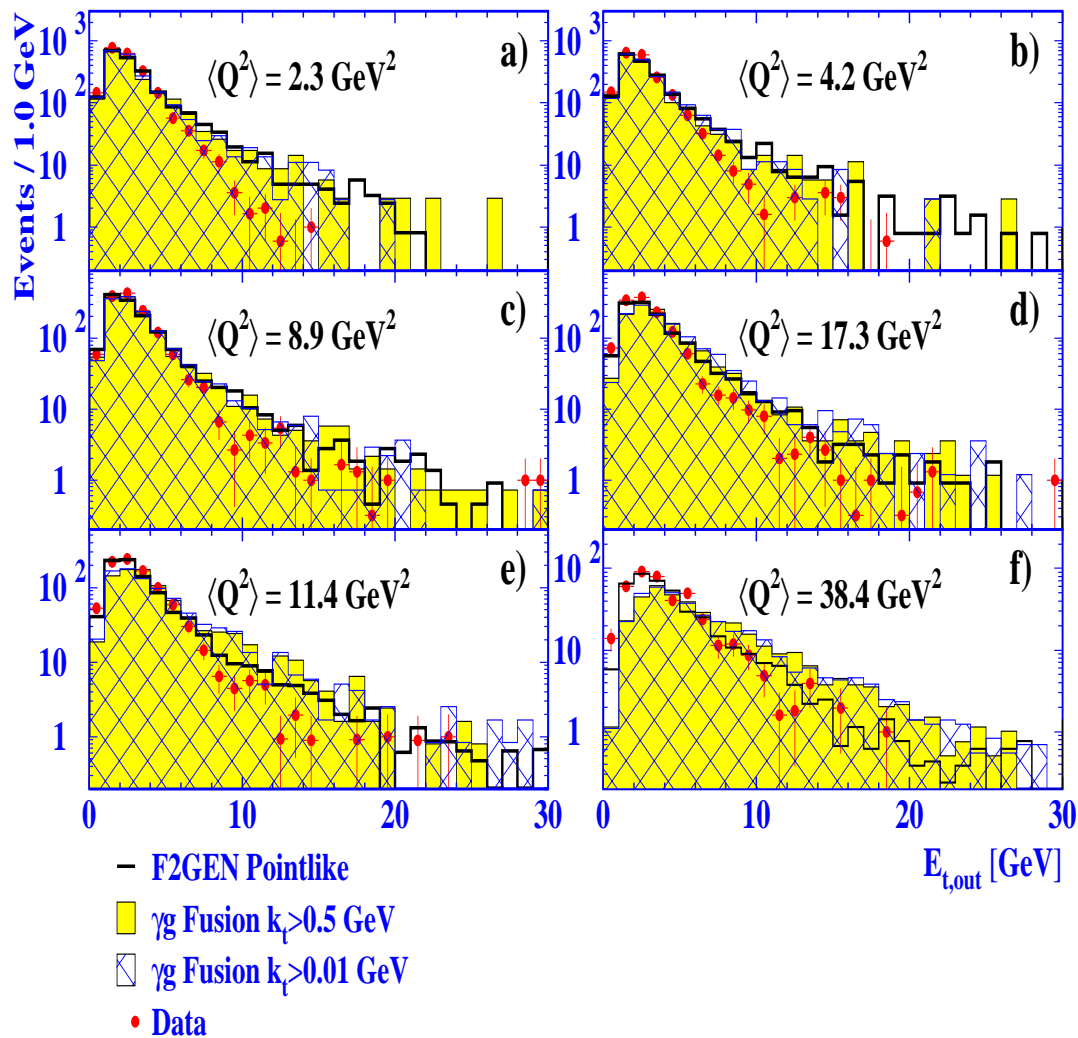 Events / 1.0 GeV
10³
10²
10
1
a)
⟨Q²⟩ = 2.3 GeV²
10³
10²
10
1
b)
⟨Q²⟩ = 4.2 GeV²
10²
10
1
c)
⟨Q²⟩ = 8.9 GeV²
10²
10
1
d)
⟨Q²⟩ = 17.3 GeV²
10²
10
1
e)
⟨Q²⟩ = 11.4 GeV²
10²
10
1
f)
⟨Q²⟩ = 38.4 GeV²
0 10 20 30
0 10 20 30
E_{t,out} [GeV]
F2GEN Pointlike
γg Fusion k_t>0.5 GeV
γg Fusion k_t>0.01 GeV
Data